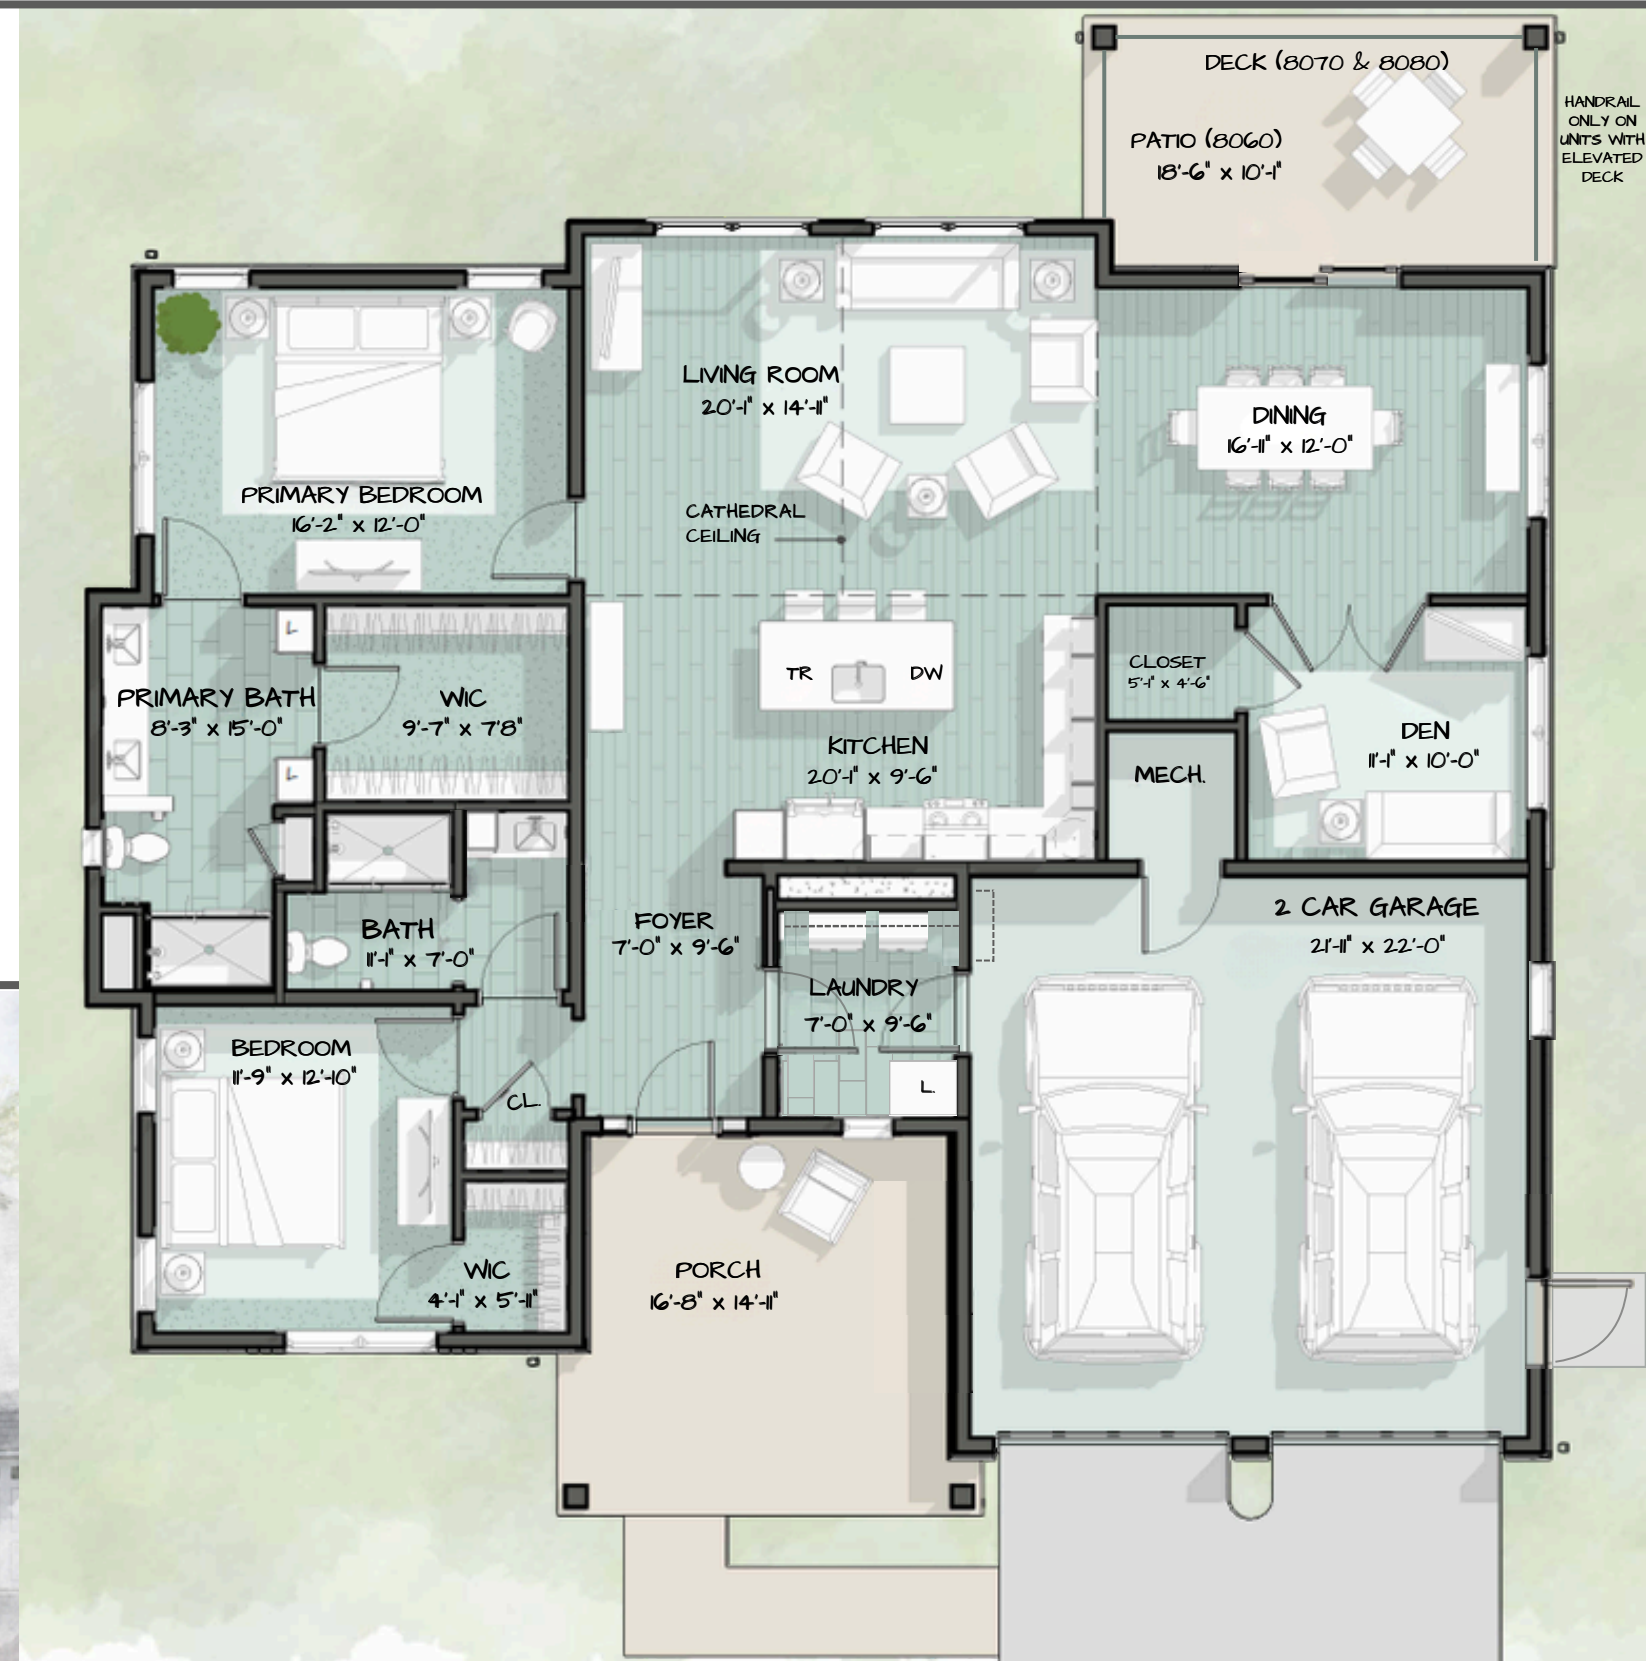 DECK (8070 & 8080)
PATIO (8060)
18'-6" x 10'-1"
HANDRAIL
ONLY ON
UNITS WITH
ELEVATED
DECK
LIVING ROOM
20'-1" x 14'-11"
DINING
16'-11" x 12'-0"
PRIMARY BEDROOM
16'-2" x 12'-0"
CATHEDRAL
CEILING
L
PRIMARY BATH
8'-3" x 15'-0"
L
WIC
9'-7" x 7'8"
TR
DW
KITCHEN
20'-1" x 9'-6"
CLOSET
5'-1" x 4'-6"
DEN
11'-1" x 10'-0"
MECH.
BATH
11'-1" x 7'-0"
FOYER
7'-0" x 9'-6"
2 CAR GARAGE
21'-11" x 22'-0"
LAUNDRY
7'-0" x 9'-6"
L.
BEDROOM
11'-9" x 12'-10"
CL.
WIC
4'-1" x 5'-11"
PORCH
16'-8" x 14'-11"